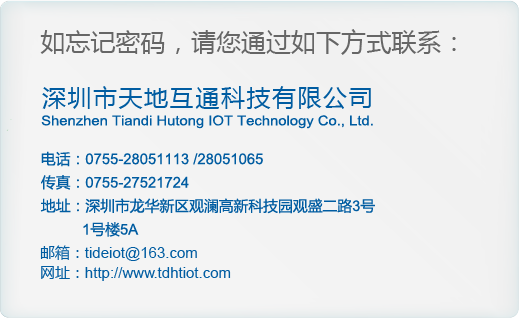 如忘记密码，请您通过如下方式联系：
深圳市天地互通科技有限公司
Shenzhen Tiandi Hutong IOT Technology Co., Ltd.
电话：0755-28051113 /28051065
传真：0755-27521724
地址：深圳市龙华新区观澜高新科技园观盛二路3号
1号楼5A
邮箱：tideiot@163.com
网址：http://www.tdhtiot.com